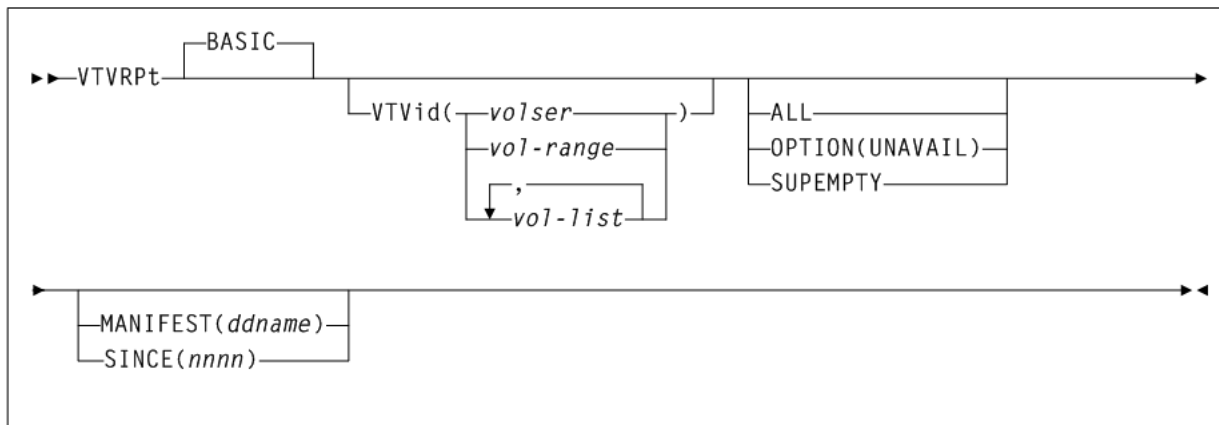 BASIC
VTVRPt
VTVid( volser )
vol-range
,
vol-list
ALL
OPTION(UNAVAIL)
SUPEMPTY
MANIFEST(ddname)
SINCE(nnnn)